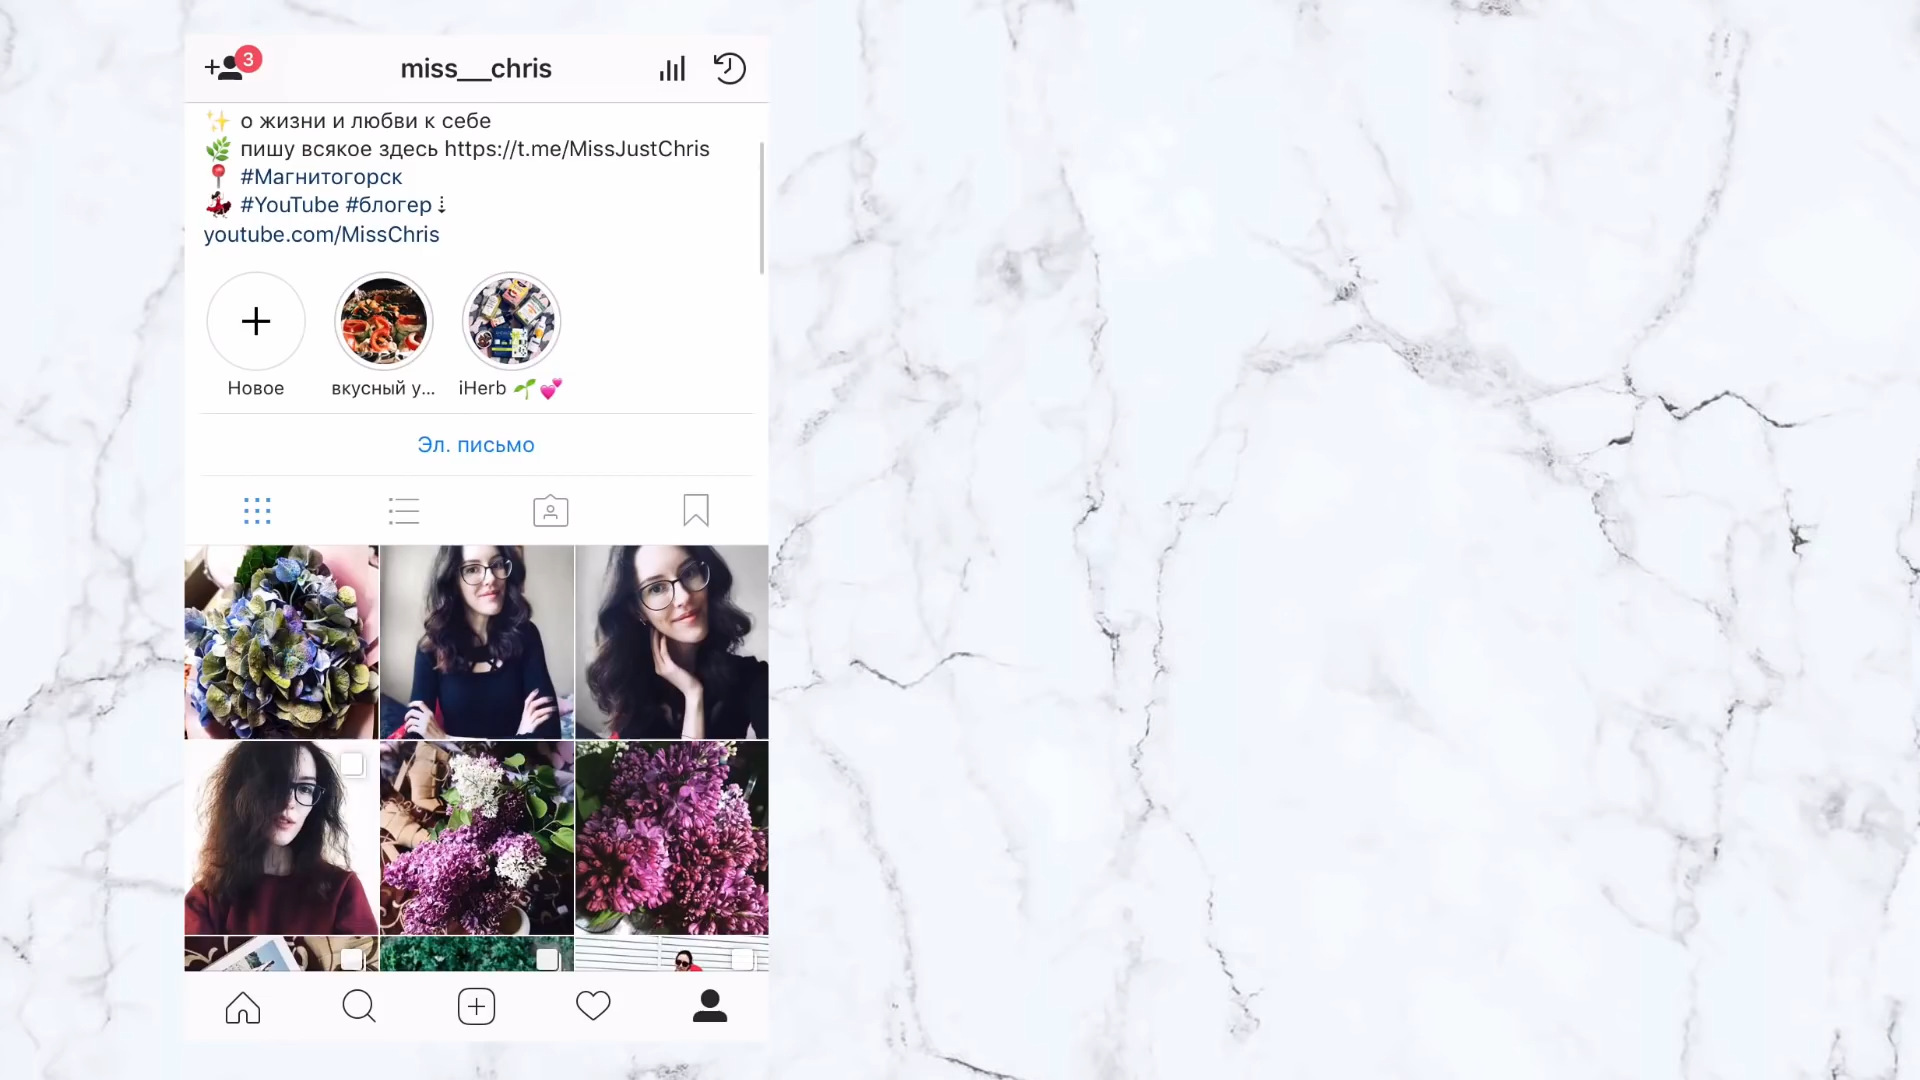 3
miss__chris
✨ о жизни и любви к себе
🌿 пишу всякое здесь https://t.me/MissJustChris
📍 #Магнитогорск
💃 #YouTube #блогер⇣
youtube.com/MissChris
Новое
вкусный у...
iHerb 🌱💕
Эл. письмо